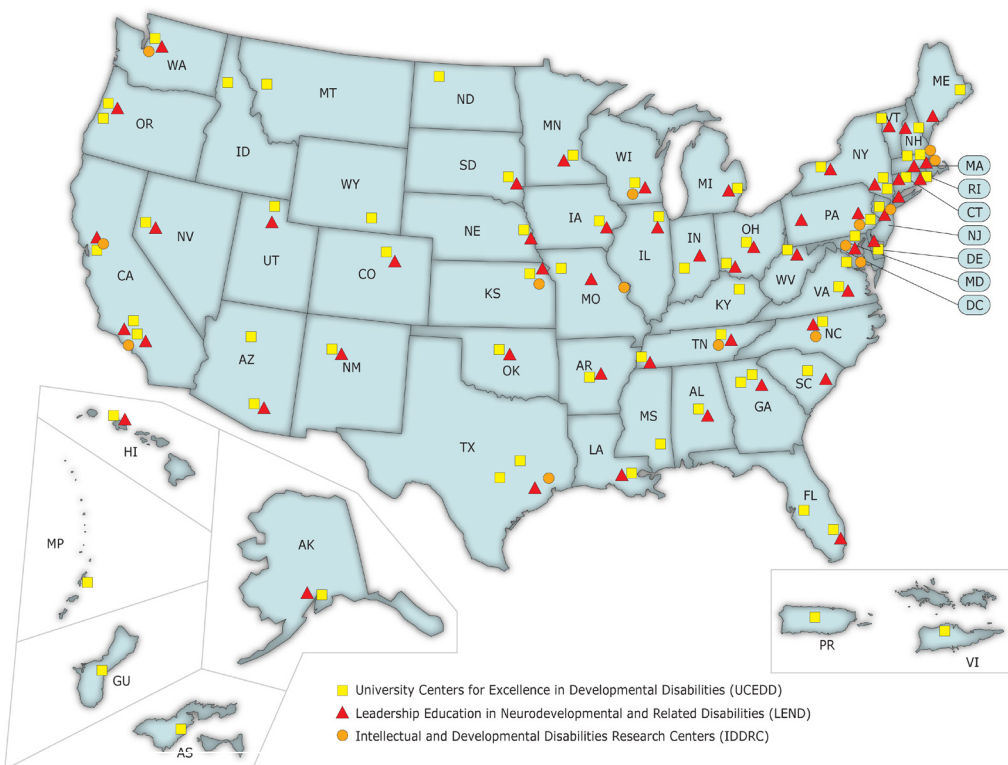 WA
MT
ND
MN
ME
VT
NH
OR
ID
SD
WI
MI
NY
MA
RI
CT
NJ
DE
MD
DC
WY
NE
IA
PA
NV
UT
CO
IL
IN
OH
WV
VA
CA
KS
MO
KY
NC
AZ
NM
OK
AR
TN
SC
MS
AL
GA
TX
LA
FL
HI
MP
AK
GU
AS
PR
VI
University Centers for Excellence in Developmental Disabilities (UCEDD)
Leadership Education in Neurodevelopmental and Related Disabilities (LEND)
Intellectual and Developmental Disabilities Research Centers (IDDRC)